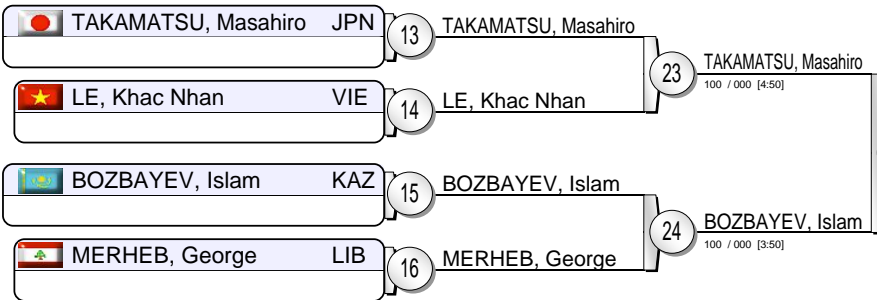 TAKAMATSU, Masahiro JPN
13
TAKAMATSU, Masahiro
23
TAKAMATSU, Masahiro
100 / 000 [4:50]
LE, Khac Nhan VIE
14
LE, Khac Nhan
BOZBAYEV, Islam KAZ
15
BOZBAYEV, Islam
24
BOZBAYEV, Islam
100 / 000 [3:50]
MERHEB, George LIB
16
MERHEB, George